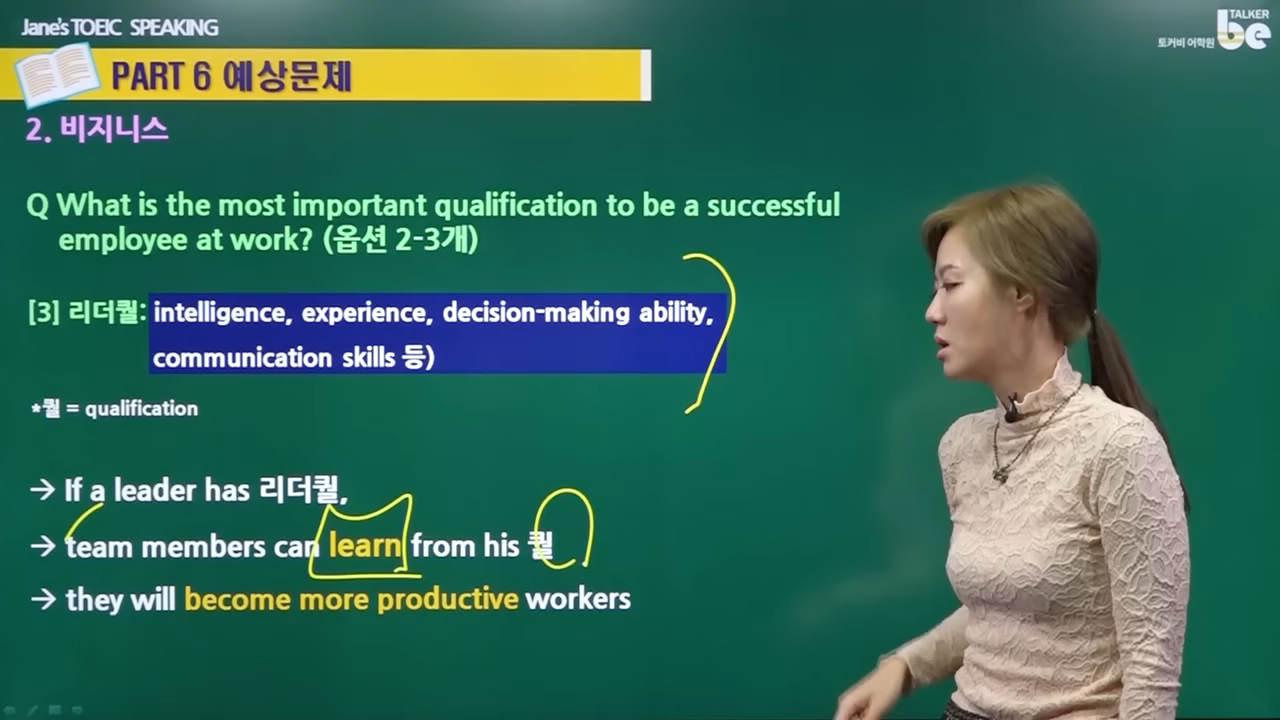 Jane's TOEIC SPEAKING
TALKER
be
토커비 어학원
PART 6 예상문제
2. 비지니스
Q What is the most important qualification to be a successful
employee at work? (옵션 2-3개)
[3] 리더퀄: intelligence, experience, decision-making ability,
communication skills 등)
*퀄 = qualification
→ If a leader has 리더퀄,
→ team members can learn from his 퀄
→ they will become more productive workers